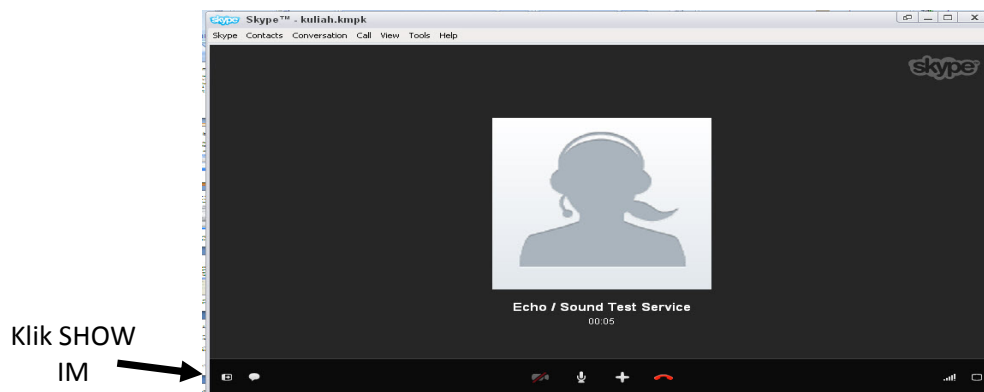 Skype™ - kuliah.kmpk
Skype Contacts Conversation Call View Tools Help
skype
Echo / Sound Test Service
00:05
Klik SHOW
IM